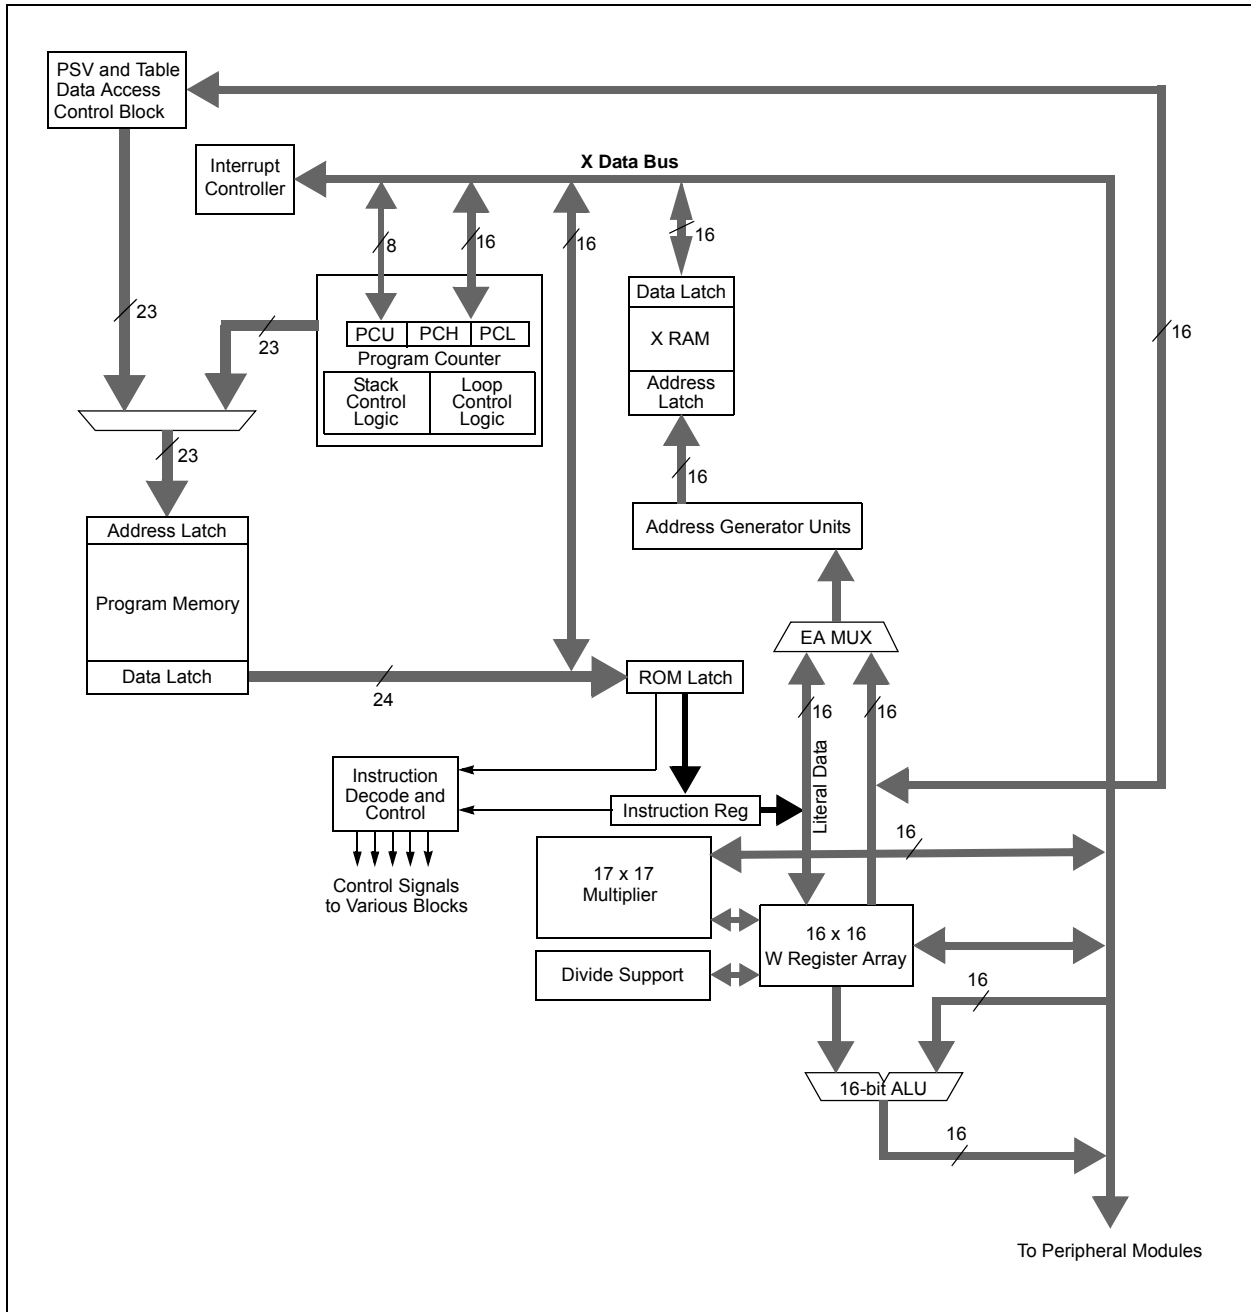 PSV and Table
Data Access
Control Block
Interrupt
Controller
X Data Bus
8
16
16
16
16
23
23
23
PCU
PCH
PCL
Program Counter
Stack
Control
Logic
Loop
Control
Logic
Data Latch
X RAM
Address
Latch
16
Address Generator Units
Address Latch
Program Memory
Data Latch
24
ROM Latch
EA MUX
16
16
Literal Data
Instruction
Decode and
Control
Instruction Reg
Control Signals
to Various Blocks
17 x 17
Multiplier
16
16 x 16
W Register Array
Divide Support
16
16-bit ALU
16
To Peripheral Modules